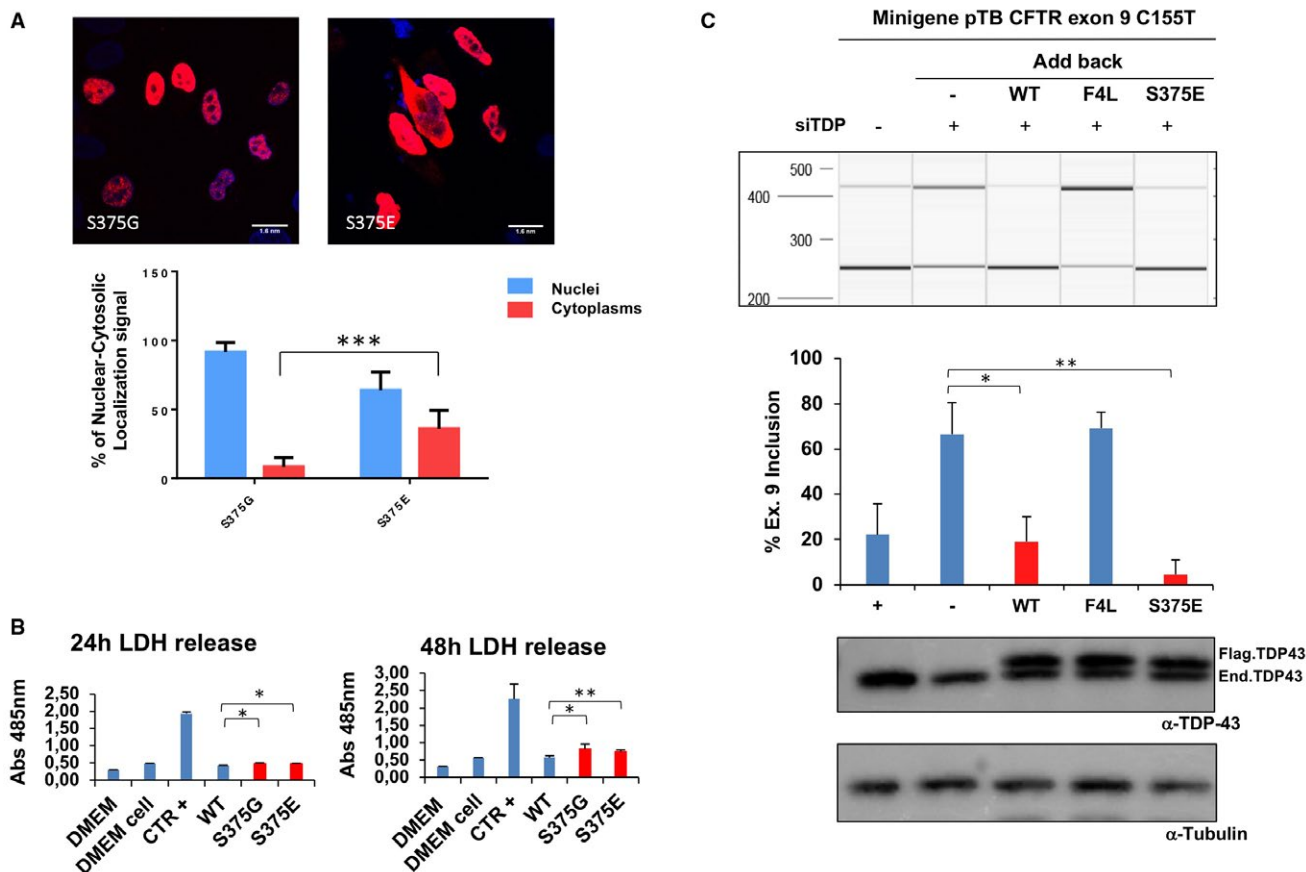 A
S375G
1.6 nm
S375E
1.6 nm
% of Nuclear-Cytosolic
Localization signal
150
100
50
0
Nuclei
Cytoplasms
***
S375G
S375E
B
24h LDH release
Abs 485nm
2,50
2,00
1,50
1,00
0,50
0,00
*
*
DMEM
DMEM cell
CTR +
WT
S375G
S375E
48h LDH release
Abs 485nm
2,50
2,00
1,50
1,00
0,50
0,00
**
*
DMEM
DMEM cell
CTR +
WT
S375G
S375E
C
Minigene pTB CFTR exon 9 C155T
Add back
- WT F4L S375E
siTDP - + + + +
500
400
300
200
% Ex. 9 Inclusion
100
80
60
40
20
0
**
*
+ - WT F4L S375E
Flag.TDP43
End.TDP43
α-TDP-43
α-Tubulin